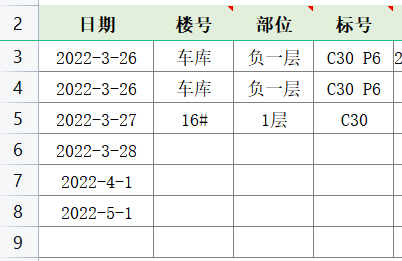 2 日期 楼号 部位 标号
3 2022-3-26 车库 负一层 C30 P6 2
4 2022-3-26 车库 负一层 C30 P6
5 2022-3-27 16# 1层 C30
6 2022-3-28
7 2022-4-1
8 2022-5-1
9